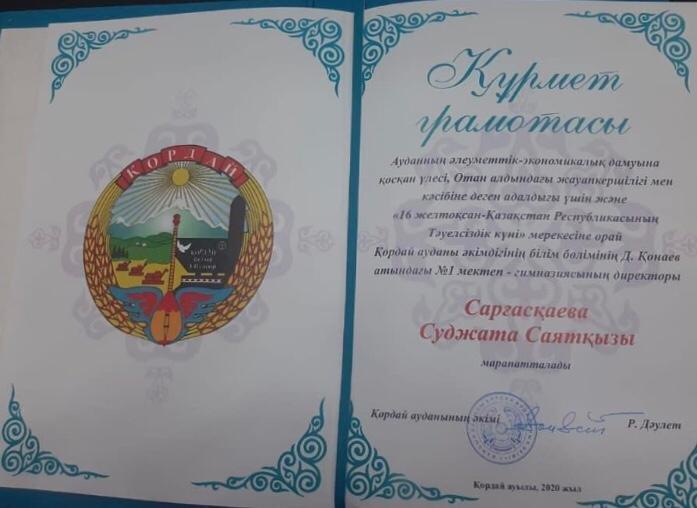 ҚОРДАЙ
Құрмет
грамотасы
Ауданның әлеуметтік-экономикалық дамуына
қосқан үлесі, Отан алдындағы жауапкершілігі мен
кәсібіне деген адалдығы үшін және
«16 желтоқсан-Қазақстан Республикасының
Тәуелсіздік күні» мерекесіне орай
Қордай ауданы әкімдігінің білім бөлімінің Д. Қонаев
атындағы №1 мектеп - гимназиясының директоры
Сарғасқаева
Суджата Саятқызы
марапатталады
Қордай ауданының әкімі
Р. Дәулет
Қордай ауылы, 2020 жыл